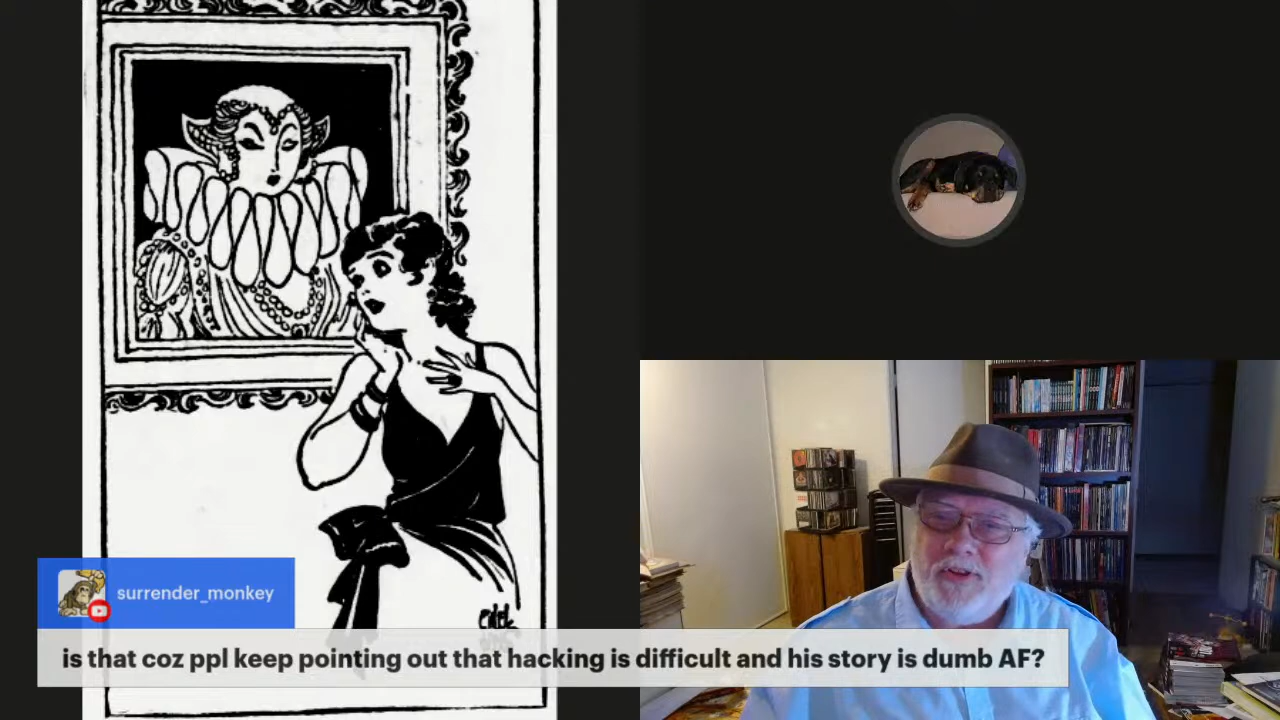 surrender_monkey
is that coz ppl keep pointing out that hacking is difficult and his story is dumb AF?